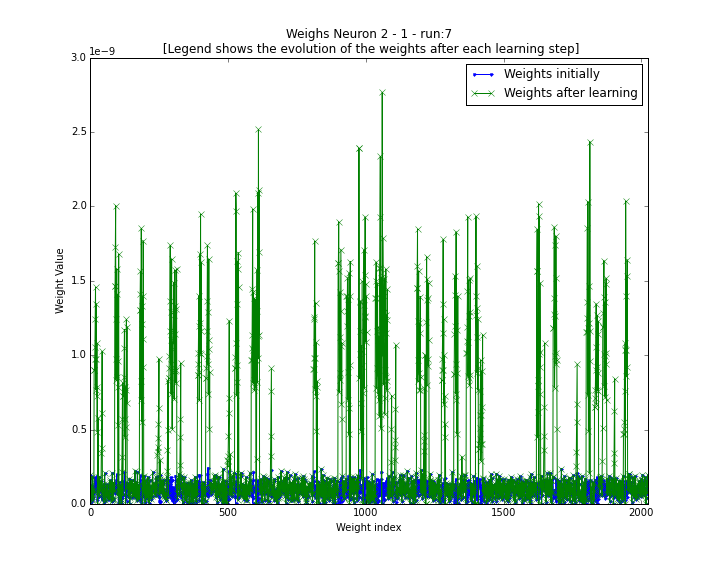 Weighs Neuron 2 - 1 - run:7
[Legend shows the evolution of the weights after each learning step]
1e−9
Weights initially
Weights after learning
3.0
2.5
2.0
1.5
1.0
0.5
0.0
Weight Value
0 500 1000 1500 2000
Weight index